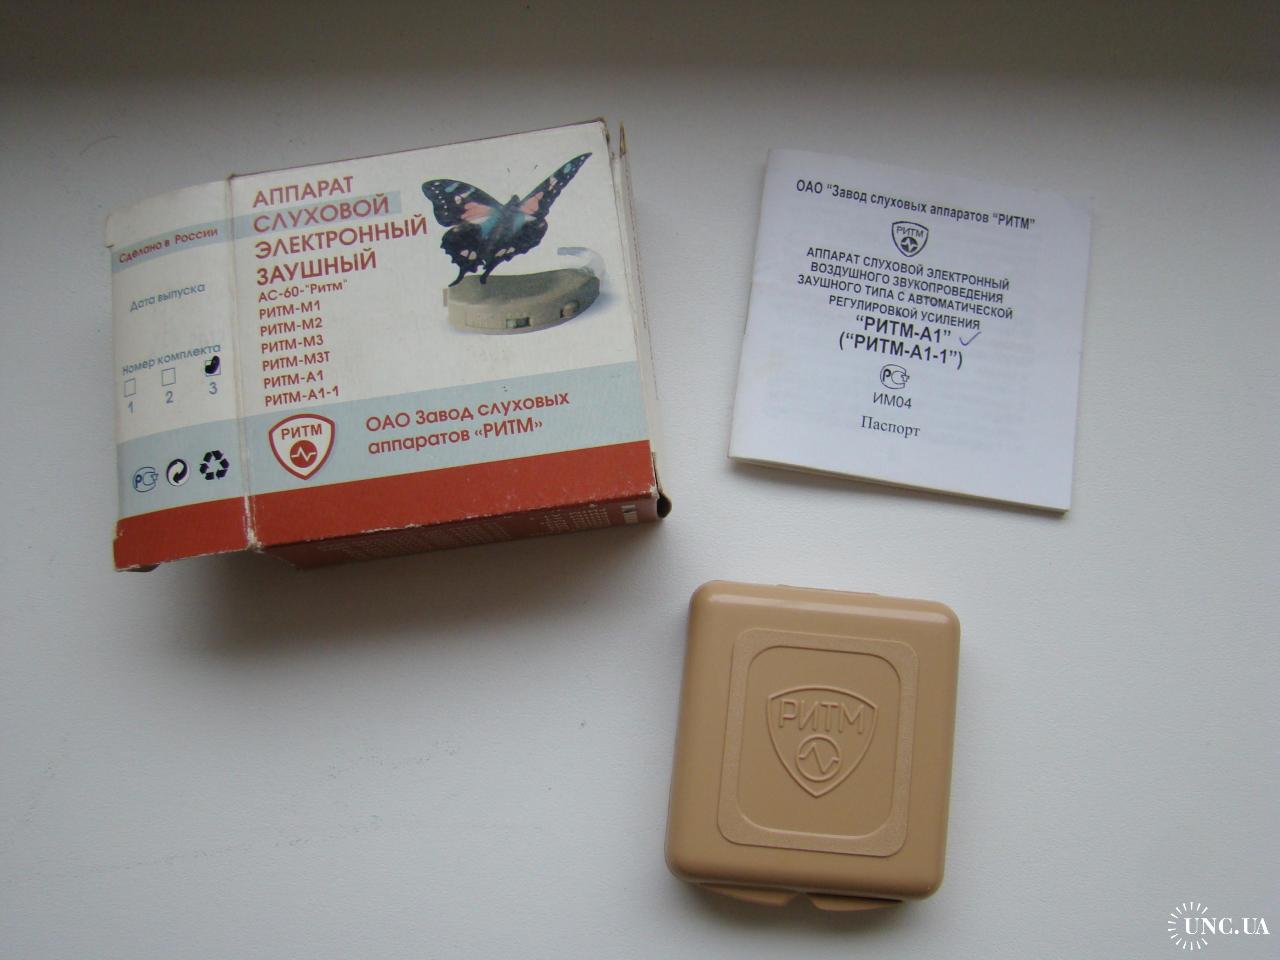 Сделано в России
Дата выпуска
Номер комплекта
1 2 3
АППАРАТ
СЛУХОВОЙ
ЭЛЕКТРОННЫЙ
ЗАУШНЫЙ
АС-60-"Ритм"
РИТМ-М1
РИТМ-М2
РИТМ-М3
РИТМ-М3Т
РИТМ-А1
РИТМ-А1-1
РИТМ
ОАО Завод слуховых
аппаратов «РИТМ»
ОАО "Завод слуховых аппаратов "РИТМ"
РИТМ
АППАРАТ СЛУХОВОЙ ЭЛЕКТРОННЫЙ
ВОЗДУШНОГО ЗВУКОПРОВЕДЕНИЯ
ЗАУШНОГО ТИПА С АВТОМАТИЧЕСКОЙ
РЕГУЛИРОВКОЙ УСИЛЕНИЯ
"РИТМ-А1"
("РИТМ-А1-1")
ИМ04
Паспорт
РИТМ
UNC.UA